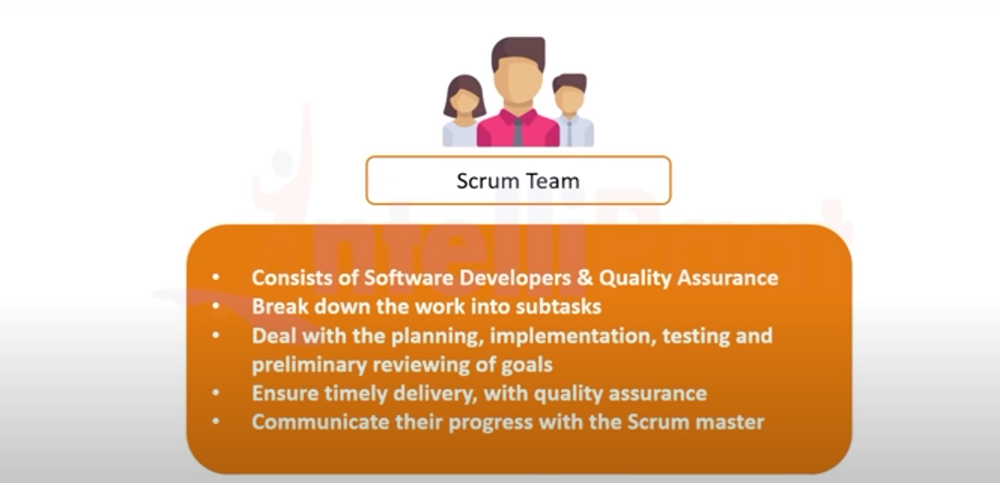 Scrum Team
• Consists of Software Developers & Quality Assurance
• Break down the work into subtasks
• Deal with the planning, implementation, testing and
preliminary reviewing of goals
• Ensure timely delivery, with quality assurance
• Communicate their progress with the Scrum master